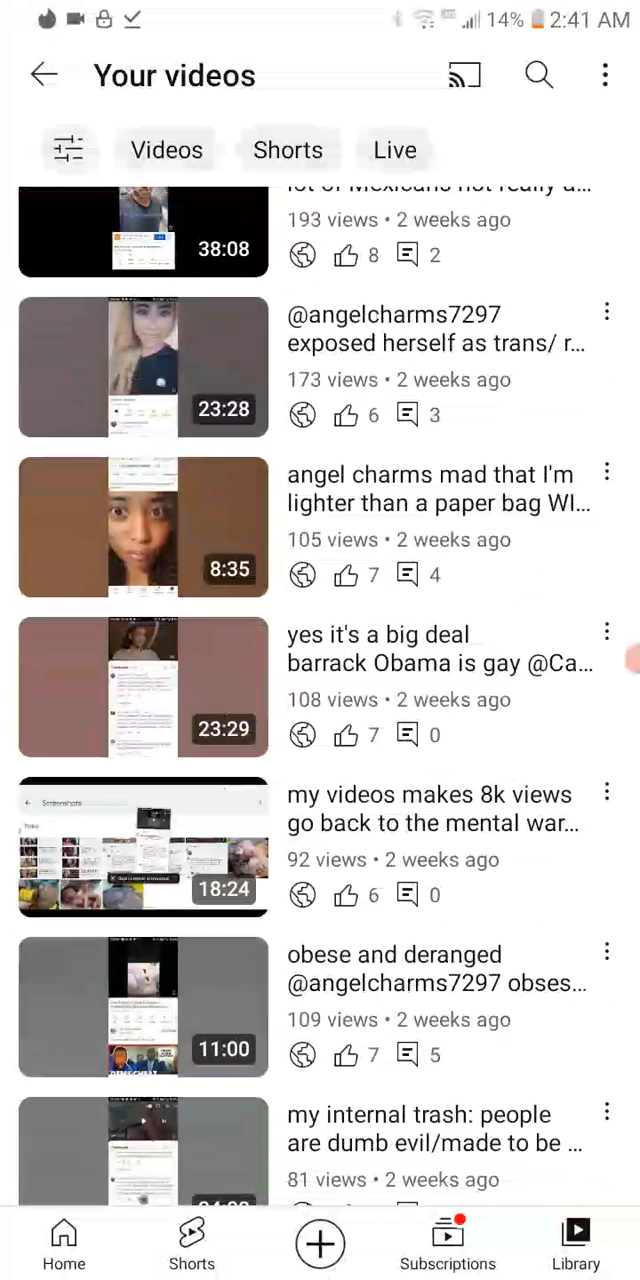 14% 2:41 AM
Your videos
Videos Shorts Live
lot of Mexicans not really a...
193 views • 2 weeks ago
38:08
8 2
@angelcharms7297
exposed herself as trans/ r...
173 views • 2 weeks ago
23:28
6 3
angel charms mad that I'm
lighter than a paper bag WI...
105 views • 2 weeks ago
8:35
7 4
yes it's a big deal
barrack Obama is gay @Ca...
108 views • 2 weeks ago
23:29
7 0
my videos makes 8k views
go back to the mental war...
92 views • 2 weeks ago
Screenshots
18:24
6 0
obese and deranged
@angelcharms7297 obses...
109 views • 2 weeks ago
11:00
7 5
my internal trash: people
are dumb evil/made to be ...
81 views • 2 weeks ago
Home Shorts Subscriptions Library